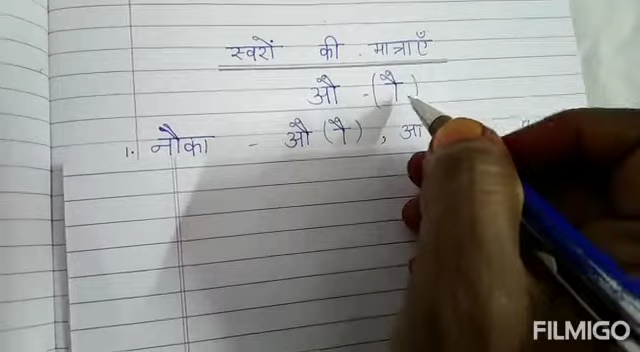 स्वरों की मात्राएँ
औ - (ौ)
1. नौका - औ (ौ) , आ
FILMIGO